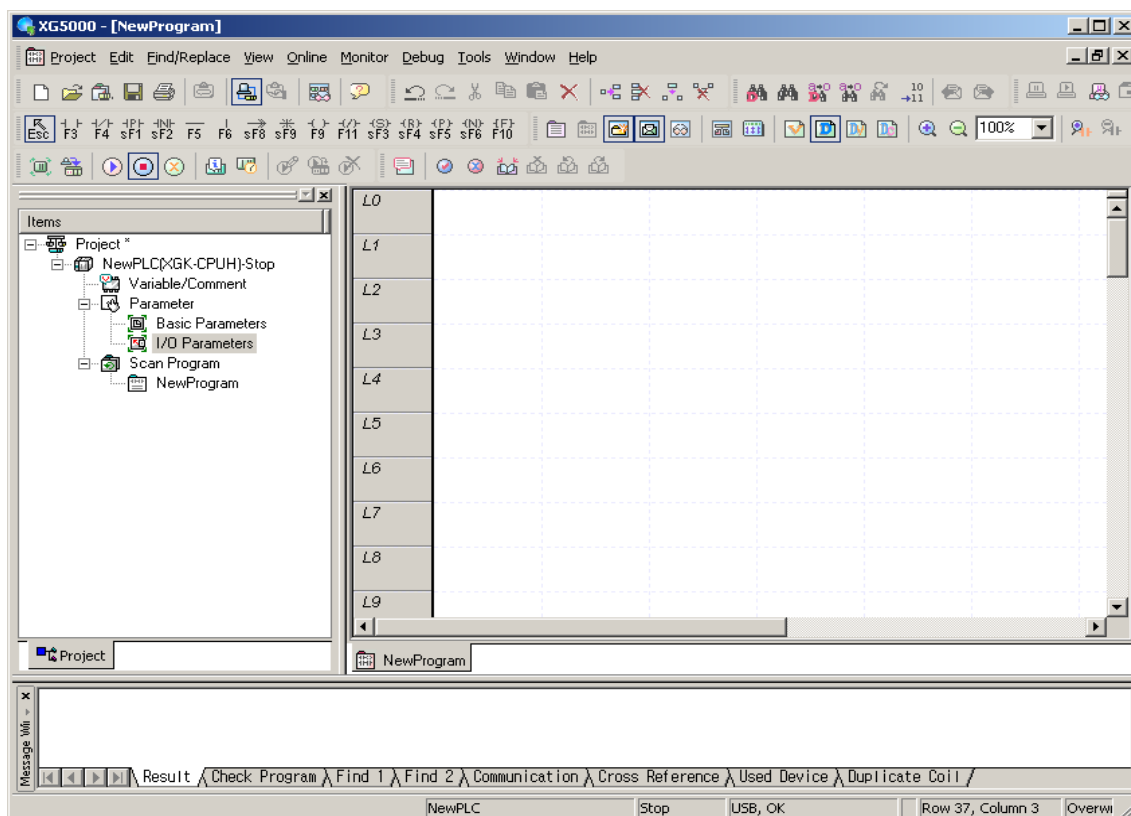 XG5000 - [NewProgram]
Project Edit Find/Replace View Online Monitor Debug Tools Window Help
10
11
Esc F3 F4 sF1 sF2 F5 F6 sF8 sF9 F9 F11 sF3 sF4 sF5 sF6 F10
100%
Items
Project *
NewPLC(XGK-CPUH)-Stop
Variable/Comment
Parameter
Basic Parameters
I/O Parameters
Scan Program
NewProgram
Project
L0
L1
L2
L3
L4
L5
L6
L7
L8
L9
NewProgram
Message Wi
Result Check Program Find 1 Find 2 Communication Cross Reference Used Device Duplicate Coil
NewPLC Stop USB, OK Row 37, Column 3 Overw